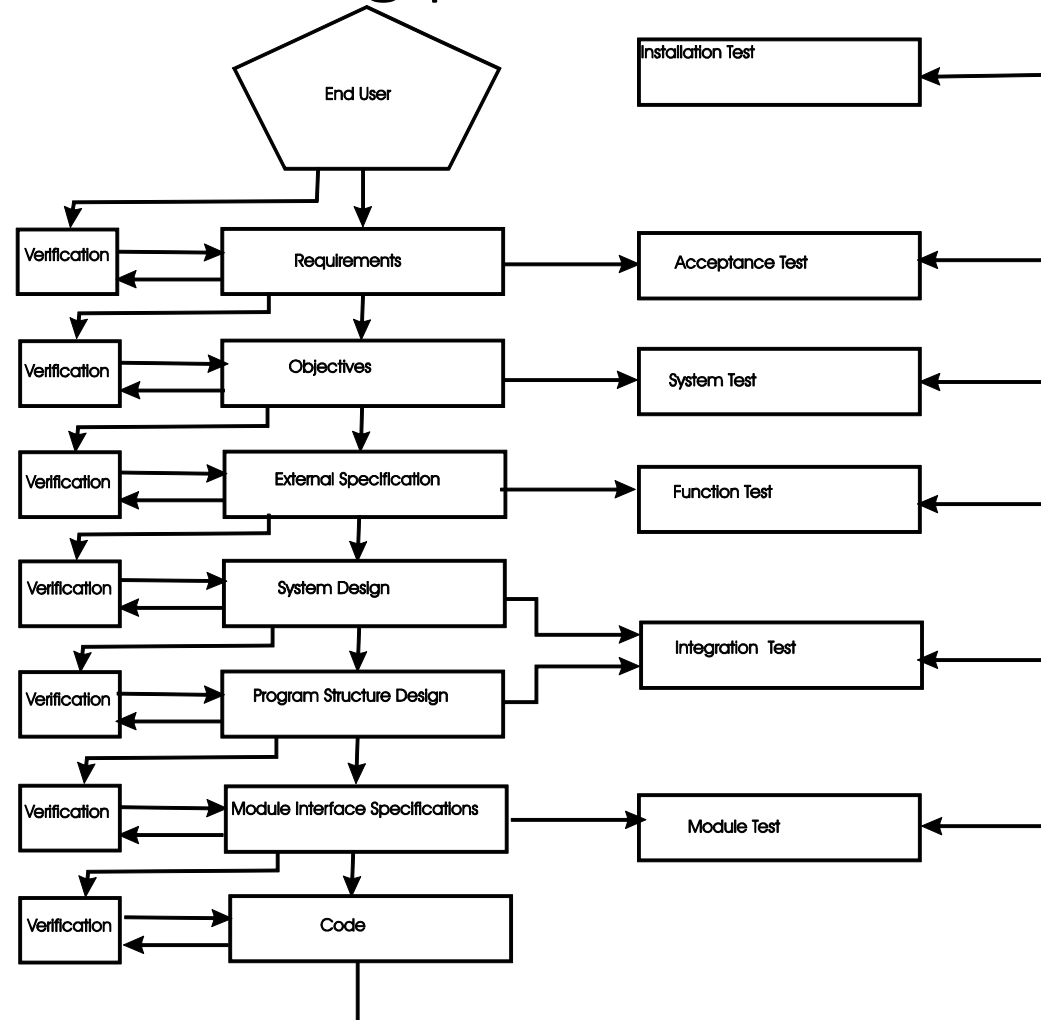 End User
Installation Test
Verification
Requirements
Acceptance Test
Verification
Objectives
System Test
Verification
External Specification
Function Test
Verification
System Design
Integration Test
Verification
Program Structure Design
Verification
Module Interface Specifications
Module Test
Verification
Code